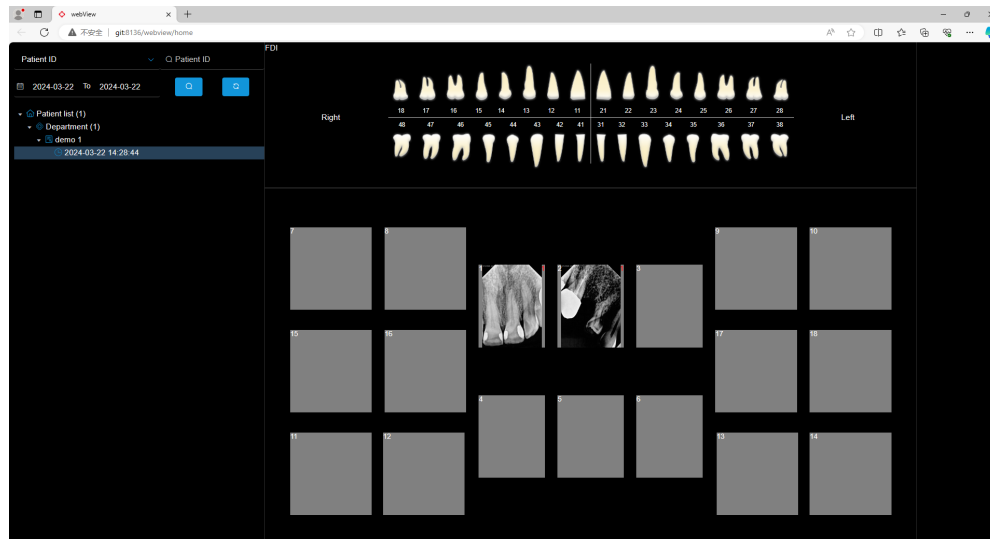 webView
不安全 git:8136/webview/home
Patient ID
Patient ID
2024-03-22 To 2024-03-22
Patient list (1)
Department (1)
demo 1
2024-03-22 14:28:44
FDI
Right
18 17 16 15 14 13 12 11 21 22 23 24 25 26 27 28
48 47 46 45 44 43 42 41 31 32 33 34 35 36 37 38
Left
7 8 9 10
1 2 3
15 16 17 18
4 5 6
11 12 13 14